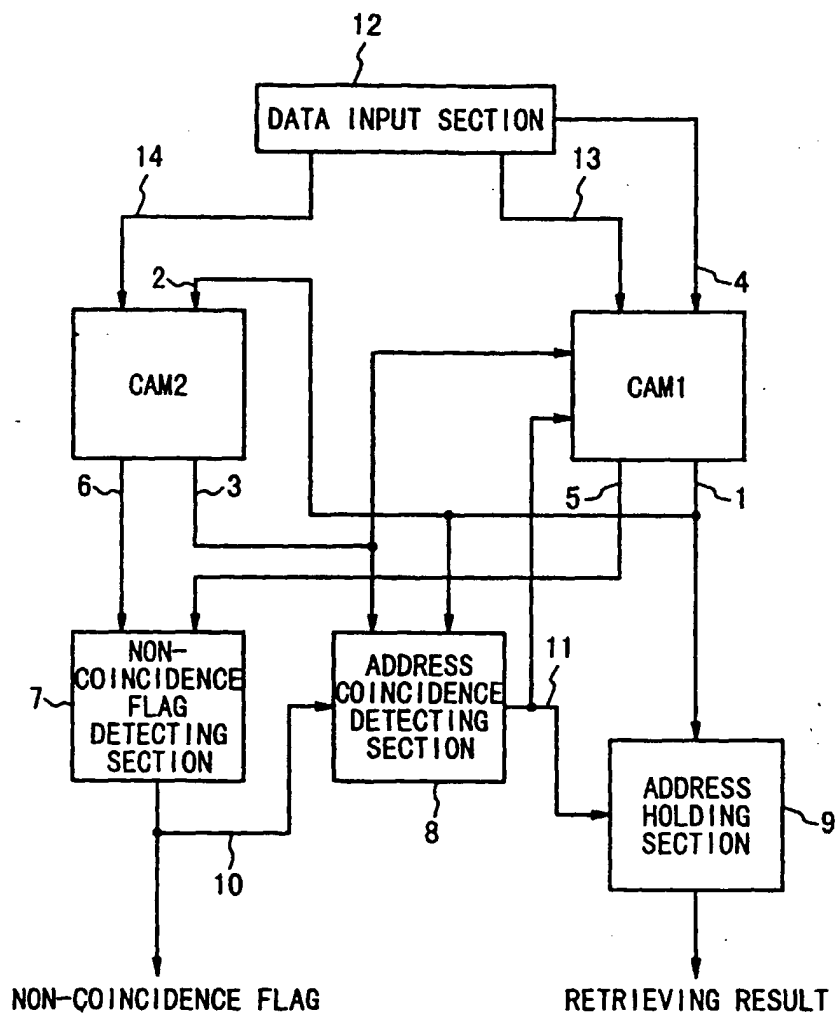 12
DATA INPUT SECTION
14
13
2
4
CAM2
CAM1
6
3
5
1
NON-
COINCIDENCE
FLAG
DETECTING
SECTION
7
ADDRESS
COINCIDENCE
DETECTING
SECTION
11
8
ADDRESS
HOLDING
SECTION
9
10
NON-COINCIDENCE FLAG
RETRIEVING RESULT